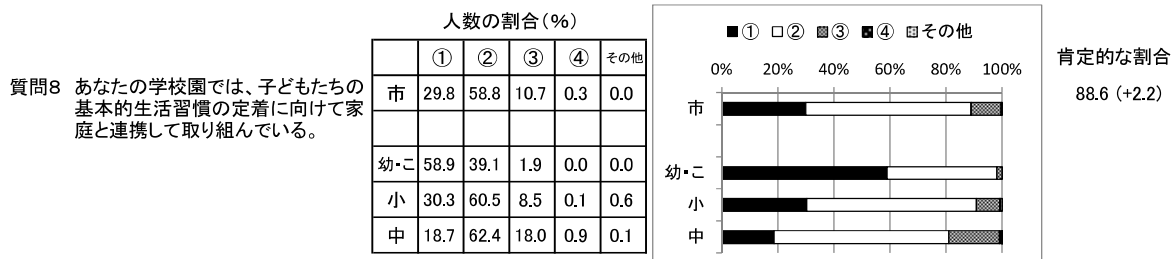 人数の割合(%)
① ② ③ ④ その他
質問8 あなたの学校園では、子どもたちの
基本的生活習慣の定着に向けて家
庭と連携して取り組んでいる。
市 29.8 58.8 10.7 0.3 0.0
幼・こ 58.9 39.1 1.9 0.0 0.0
小 30.3 60.5 8.5 0.1 0.6
中 18.7 62.4 18.0 0.9 0.1
■① □② ③ ④ その他
0% 20% 40% 60% 80% 100%
市
幼・こ
小
中
肯定的な割合
88.6 (+2.2)